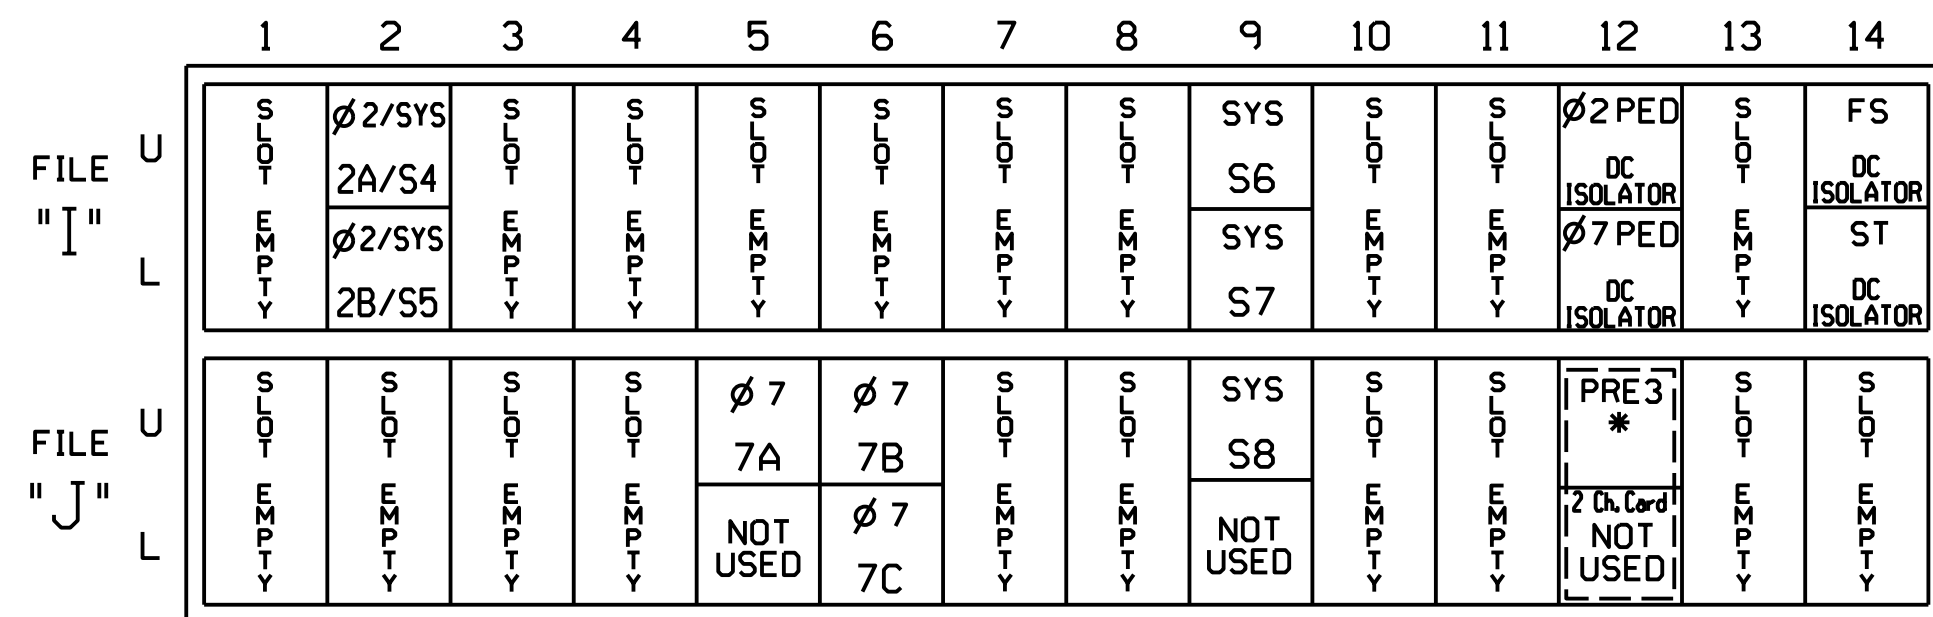 1 2 3 4 5 6 7 8 9 10 11 12 13 14
FILE "I"
U
L
SLOT EMPTY
Ø2/SYS
2A/S4
Ø2/SYS
2B/S5
SLOT EMPTY
SLOT EMPTY
SLOT EMPTY
SLOT EMPTY
SLOT EMPTY
SLOT EMPTY
SYS
S6
SYS
S7
SLOT EMPTY
SLOT EMPTY
Ø2PED
DC
ISOLATOR
Ø7PED
DC
ISOLATOR
SLOT EMPTY
FS
DC
ISOLATOR
ST
DC
ISOLATOR
FILE "J"
U
L
SLOT EMPTY
SLOT EMPTY
SLOT EMPTY
SLOT EMPTY
Ø 7
7A
NOT
USED
Ø 7
7B
Ø 7
7C
SLOT EMPTY
SLOT EMPTY
SYS
S8
NOT
USED
SLOT EMPTY
SLOT EMPTY
PRE3
*
2 Ch. Card
NOT
USED
SLOT EMPTY
SLOT EMPTY